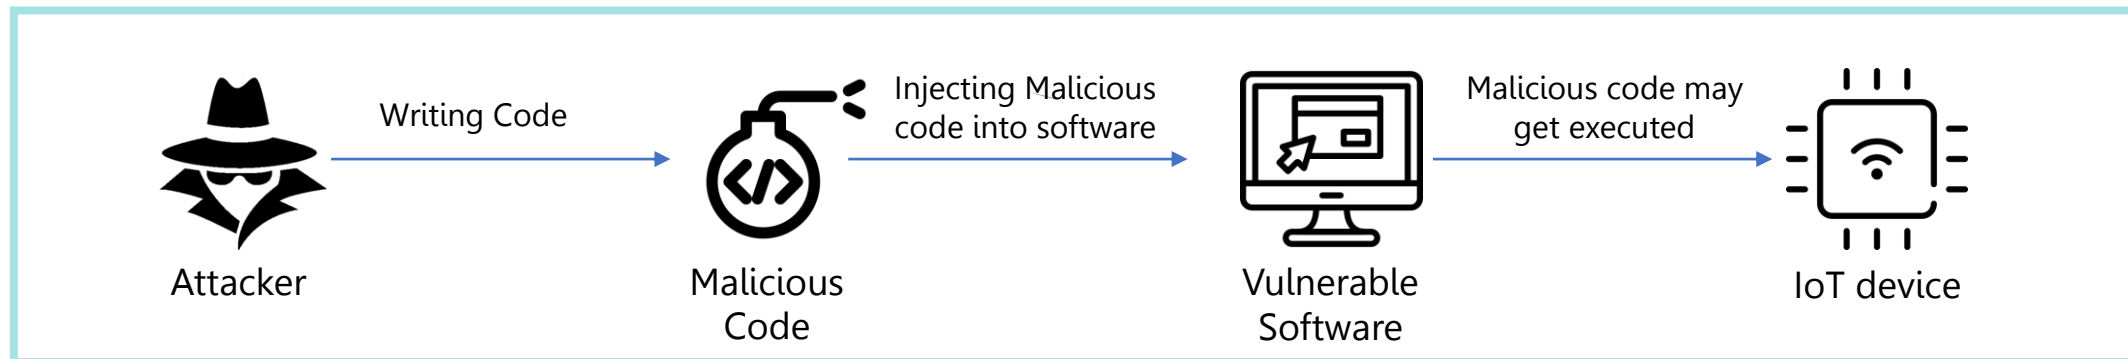 Writing Code
Injecting Malicious
code into software
Malicious code may
get executed
Attacker
Malicious
Code
Vulnerable
Software
IoT device